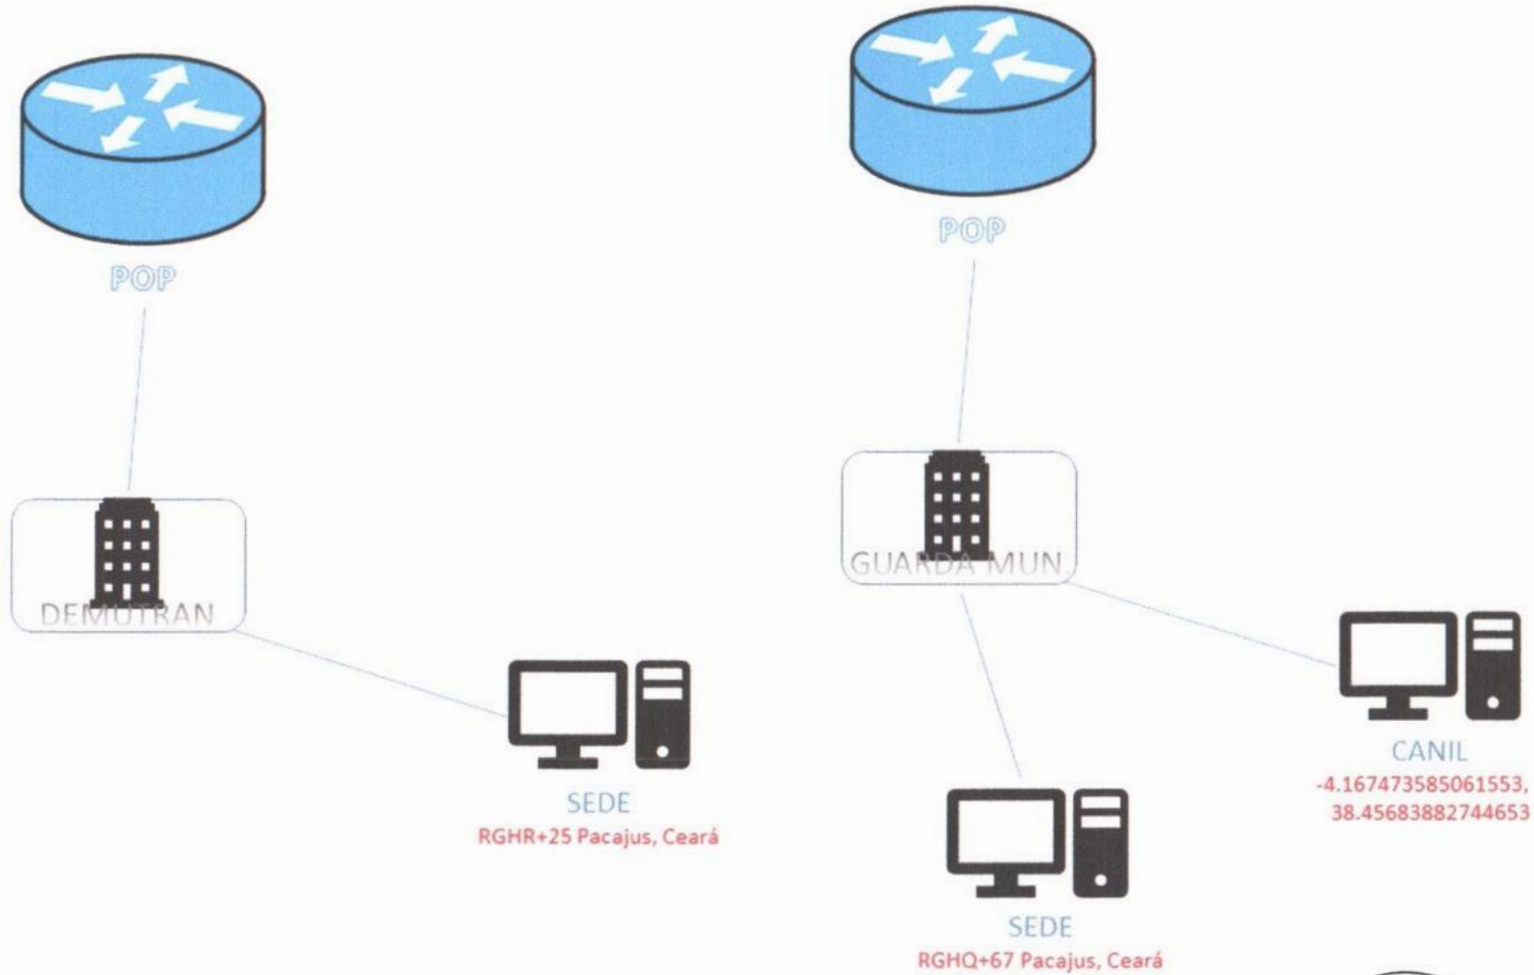 POP
DEMUTRAN
SEDE
RGHR+25 Pacajus, Ceará
POP
GUARDA MUN.
CANIL
-4.167473585061553,
38.45683882744653
SEDE
RGHQ+67 Pacajus, Ceará